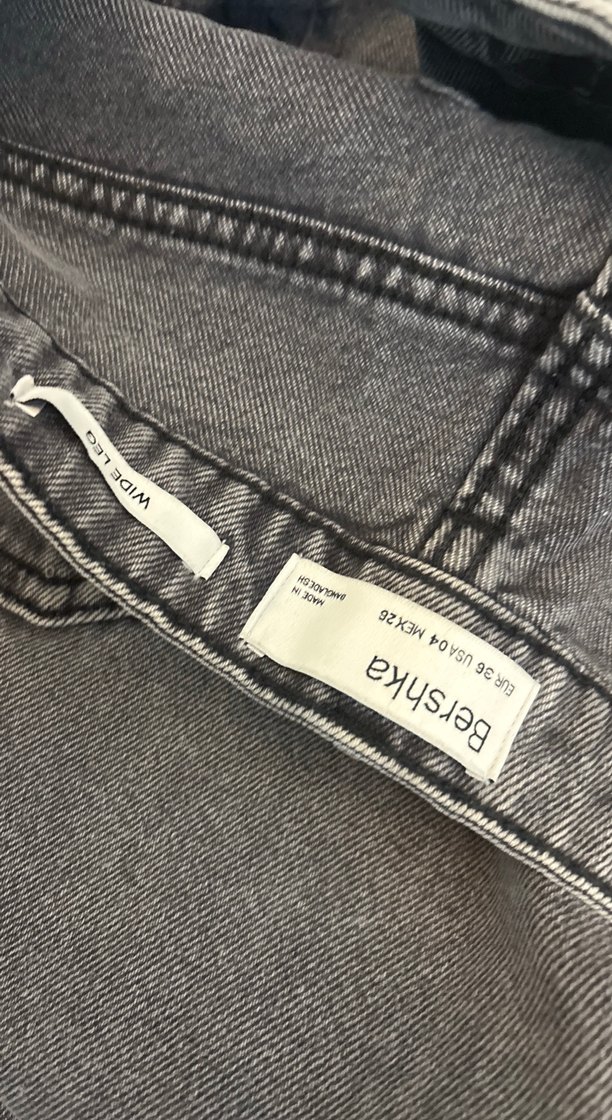 Bershka
EUR 36 USA 04 MEX 26
MADE IN
BANGLADESH
WIDE LEG